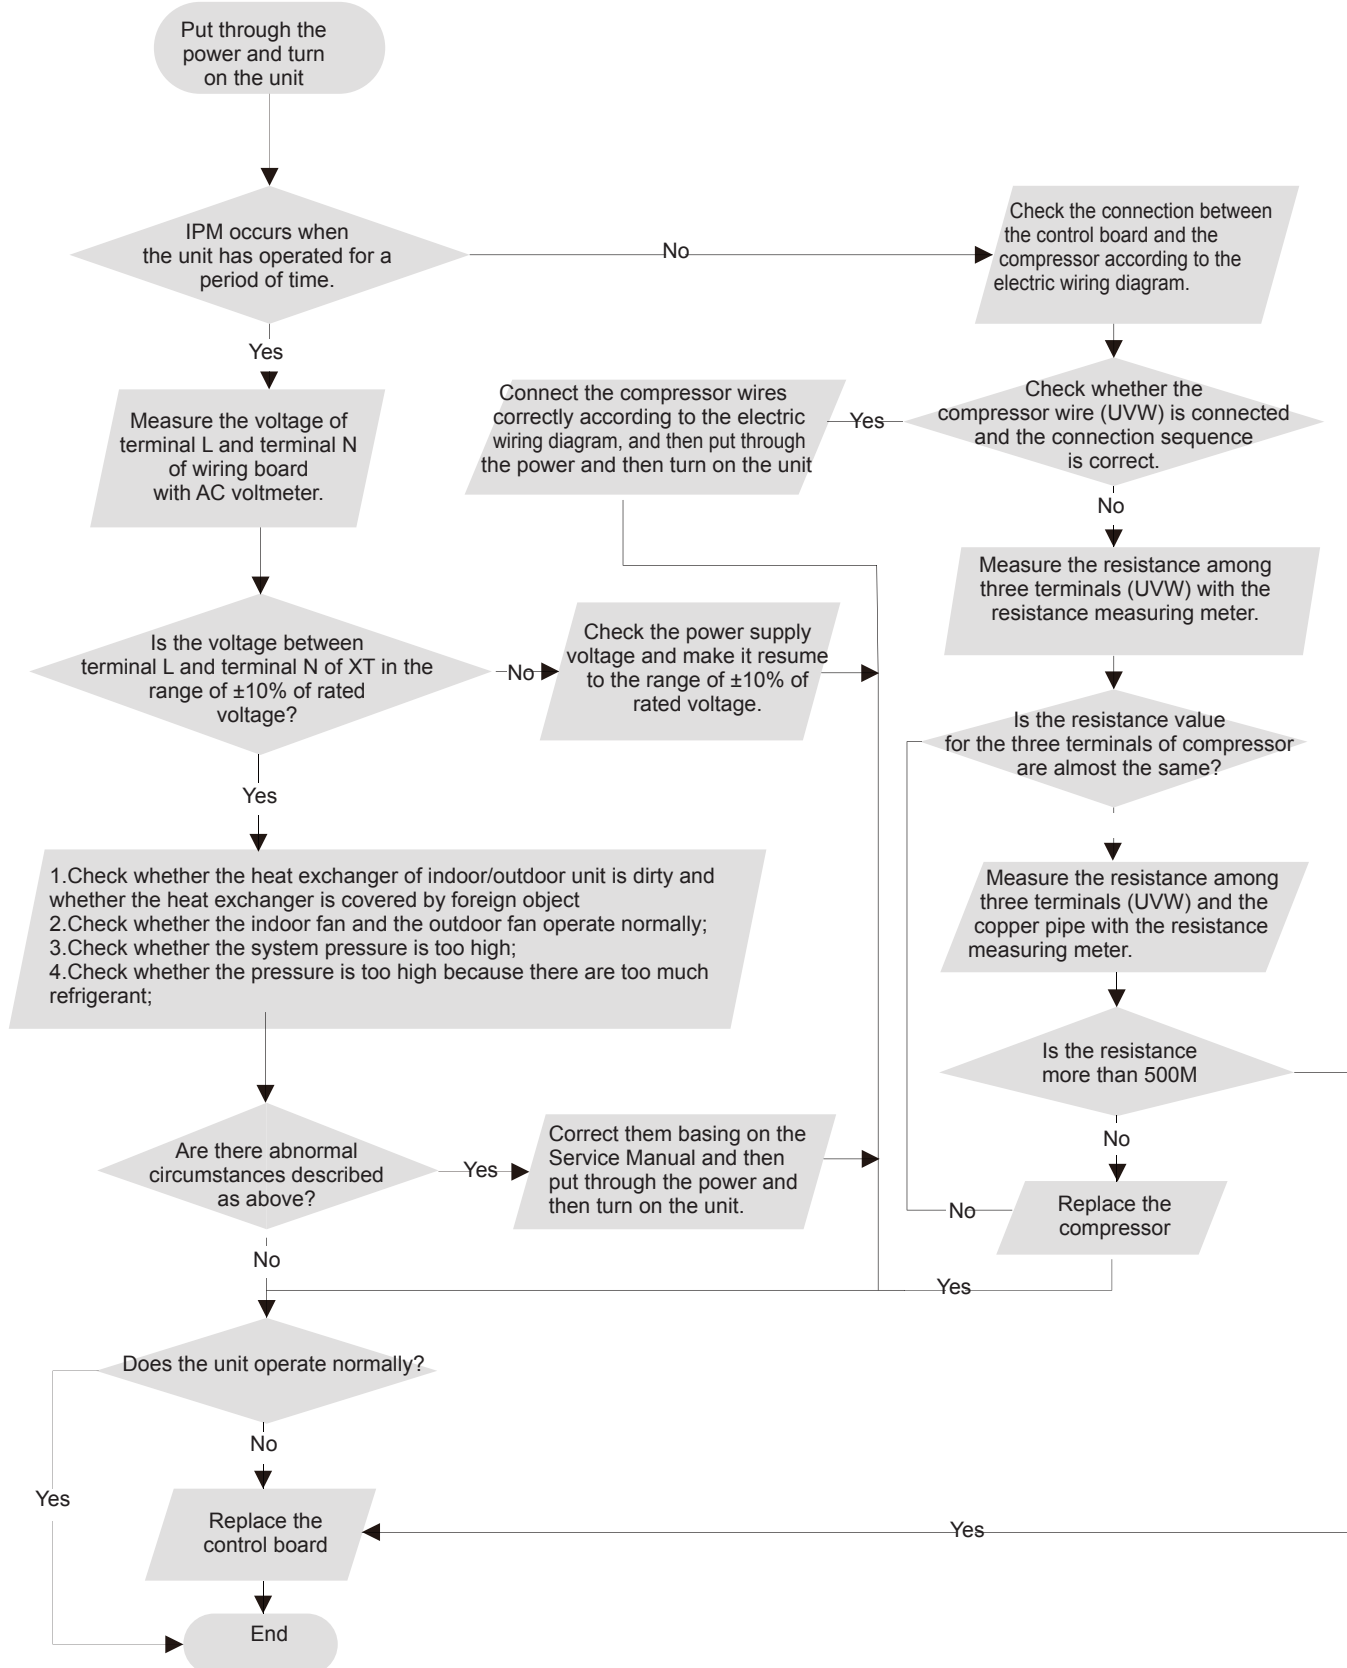 Put through the
power and turn
on the unit
IPM occurs when
the unit has operated for a
period of time.
No
Check the connection between
the control board and the
compressor according to the
electric wiring diagram.
Yes
Measure the voltage of
terminal L and terminal N
of wiring board
with AC voltmeter.
Connect the compressor wires
correctly according to the electric
wiring diagram, and then put through
the power and then turn on the unit
Yes
Check whether the
compressor wire (UVW) is connected
and the connection sequence
is correct.
No
Measure the resistance among
three terminals (UVW) with the
resistance measuring meter.
Is the voltage between
terminal L and terminal N of XT in the
range of ±10% of rated
voltage?
No
Check the power supply
voltage and make it resume
to the range of ±10% of
rated voltage.
Is the resistance value
for the three terminals of compressor
are almost the same?
Yes
1.Check whether the heat exchanger of indoor/outdoor unit is dirty and
whether the heat exchanger is covered by foreign object
2.Check whether the indoor fan and the outdoor fan operate normally;
3.Check whether the system pressure is too high;
4.Check whether the pressure is too high because there are too much
refrigerant;
Measure the resistance among
three terminals (UVW) and the
copper pipe with the resistance
measuring meter.
Is the resistance
more than 500M
Are there abnormal
circumstances described
as above?
Yes
Correct them basing on the
Service Manual and then
put through the power and
then turn on the unit.
No
No
Replace the
compressor
No
Yes
Does the unit operate normally?
No
Yes
Replace the
control board
Yes
End